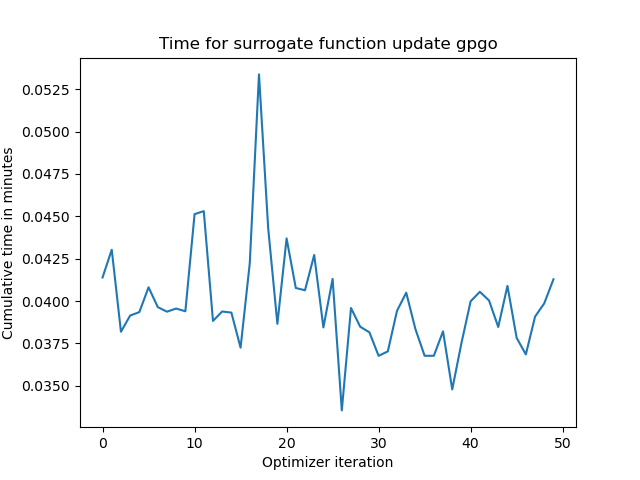 Time for surrogate function update gpgo
Cumulative time in minutes
0.0525
0.0500
0.0475
0.0450
0.0425
0.0400
0.0375
0.0350
0 10 20 30 40 50
Optimizer iteration